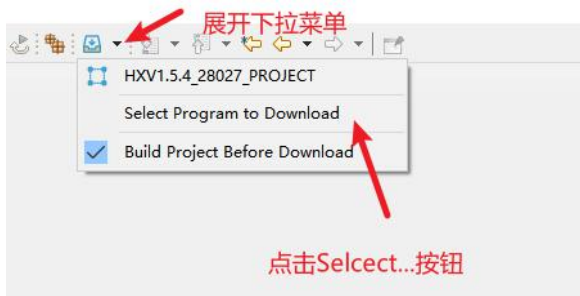 展开下拉菜单
HXV1.5.4_28027_PROJECT
Select Program to Download
Build Project Before Download
点击Selcect...按钮